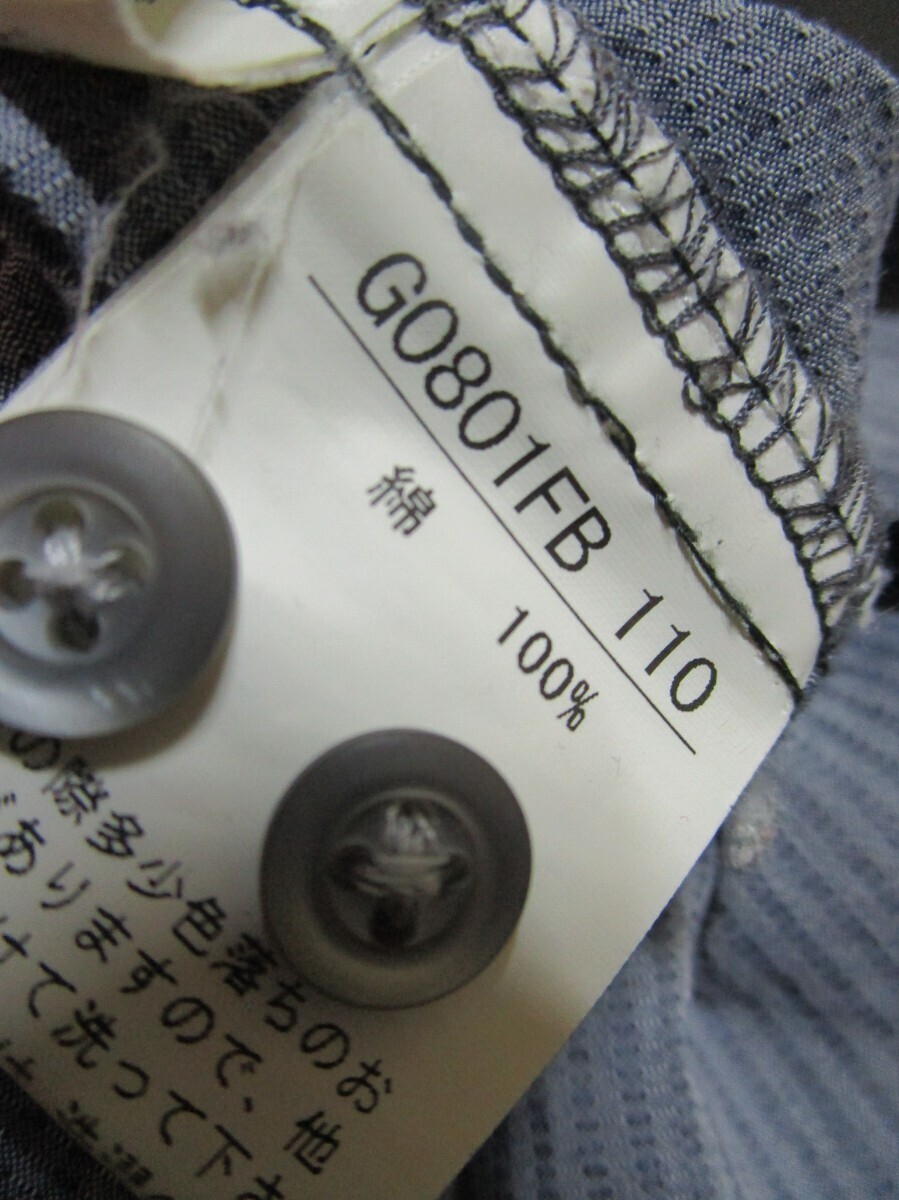 G0801FB 110
綿 100%
の際多少色落ちのお
がありますので、他
けて洗って下さ